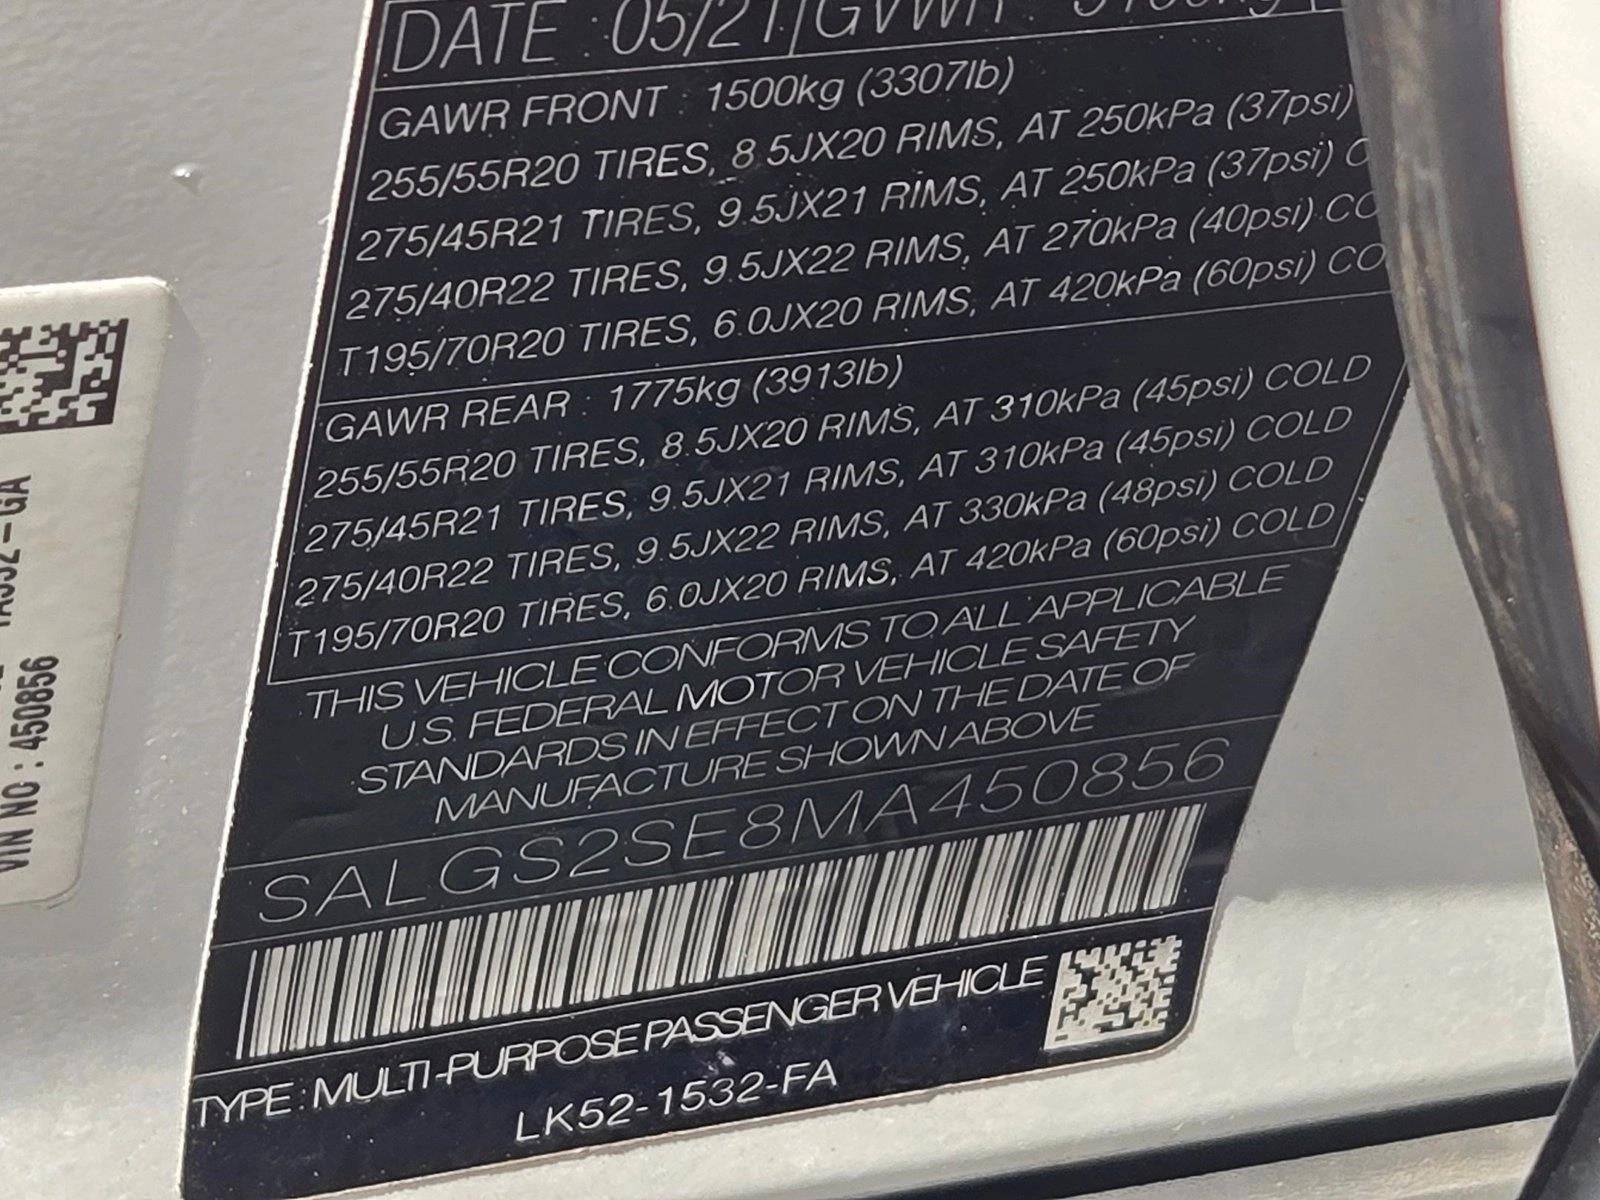 DATE : 05/21 GVWR :
GAWR FRONT : 1500kg (3307lb)
255/55R20 TIRES, 8.5JX20 RIMS, AT 250kPa (37psi)
275/45R21 TIRES, 9.5JX21 RIMS, AT 250kPa (37psi) C
275/40R22 TIRES, 9.5JX22 RIMS, AT 270kPa (40psi) CO
T195/70R20 TIRES, 6.0JX20 RIMS, AT 420kPa (60psi) CO
GAWR REAR : 1775kg (3913lb)
255/55R20 TIRES, 8.5JX20 RIMS, AT 310kPa (45psi) COLD
275/45R21 TIRES, 9.5JX21 RIMS, AT 310kPa (45psi) COLD
275/40R22 TIRES, 9.5JX22 RIMS, AT 330kPa (48psi) COLD
T195/70R20 TIRES, 6.0JX20 RIMS, AT 420kPa (60psi) COLD
THIS VEHICLE CONFORMS TO ALL APPLICABLE
U.S. FEDERAL MOTOR VEHICLE SAFETY
STANDARDS IN EFFECT ON THE DATE OF
MANUFACTURE SHOWN ABOVE
SALGS2SE8MA450856
TYPE : MULTI-PURPOSE PASSENGER VEHICLE
LK52-1532-FA
VIN NO : 450856